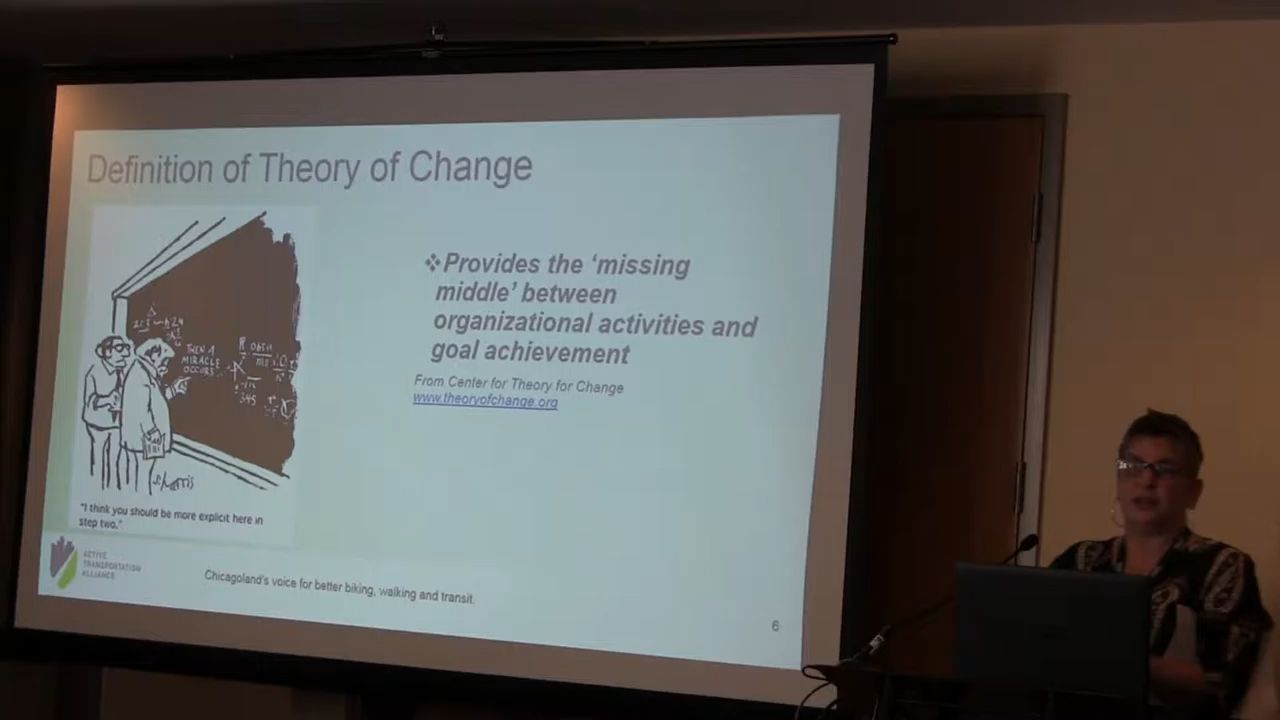 Definition of Theory of Change
❖Provides the ‘missing
middle’ between
organizational activities and
goal achievement
From Center for Theory for Change
www.theoryofchange.org
THEN A
MIRACLE
OCCURS
"I think you should be more explicit here in
step two."
ACTIVE
TRANSPORTATION
ALLIANCE
Chicagoland's voice for better biking, walking and transit.
6